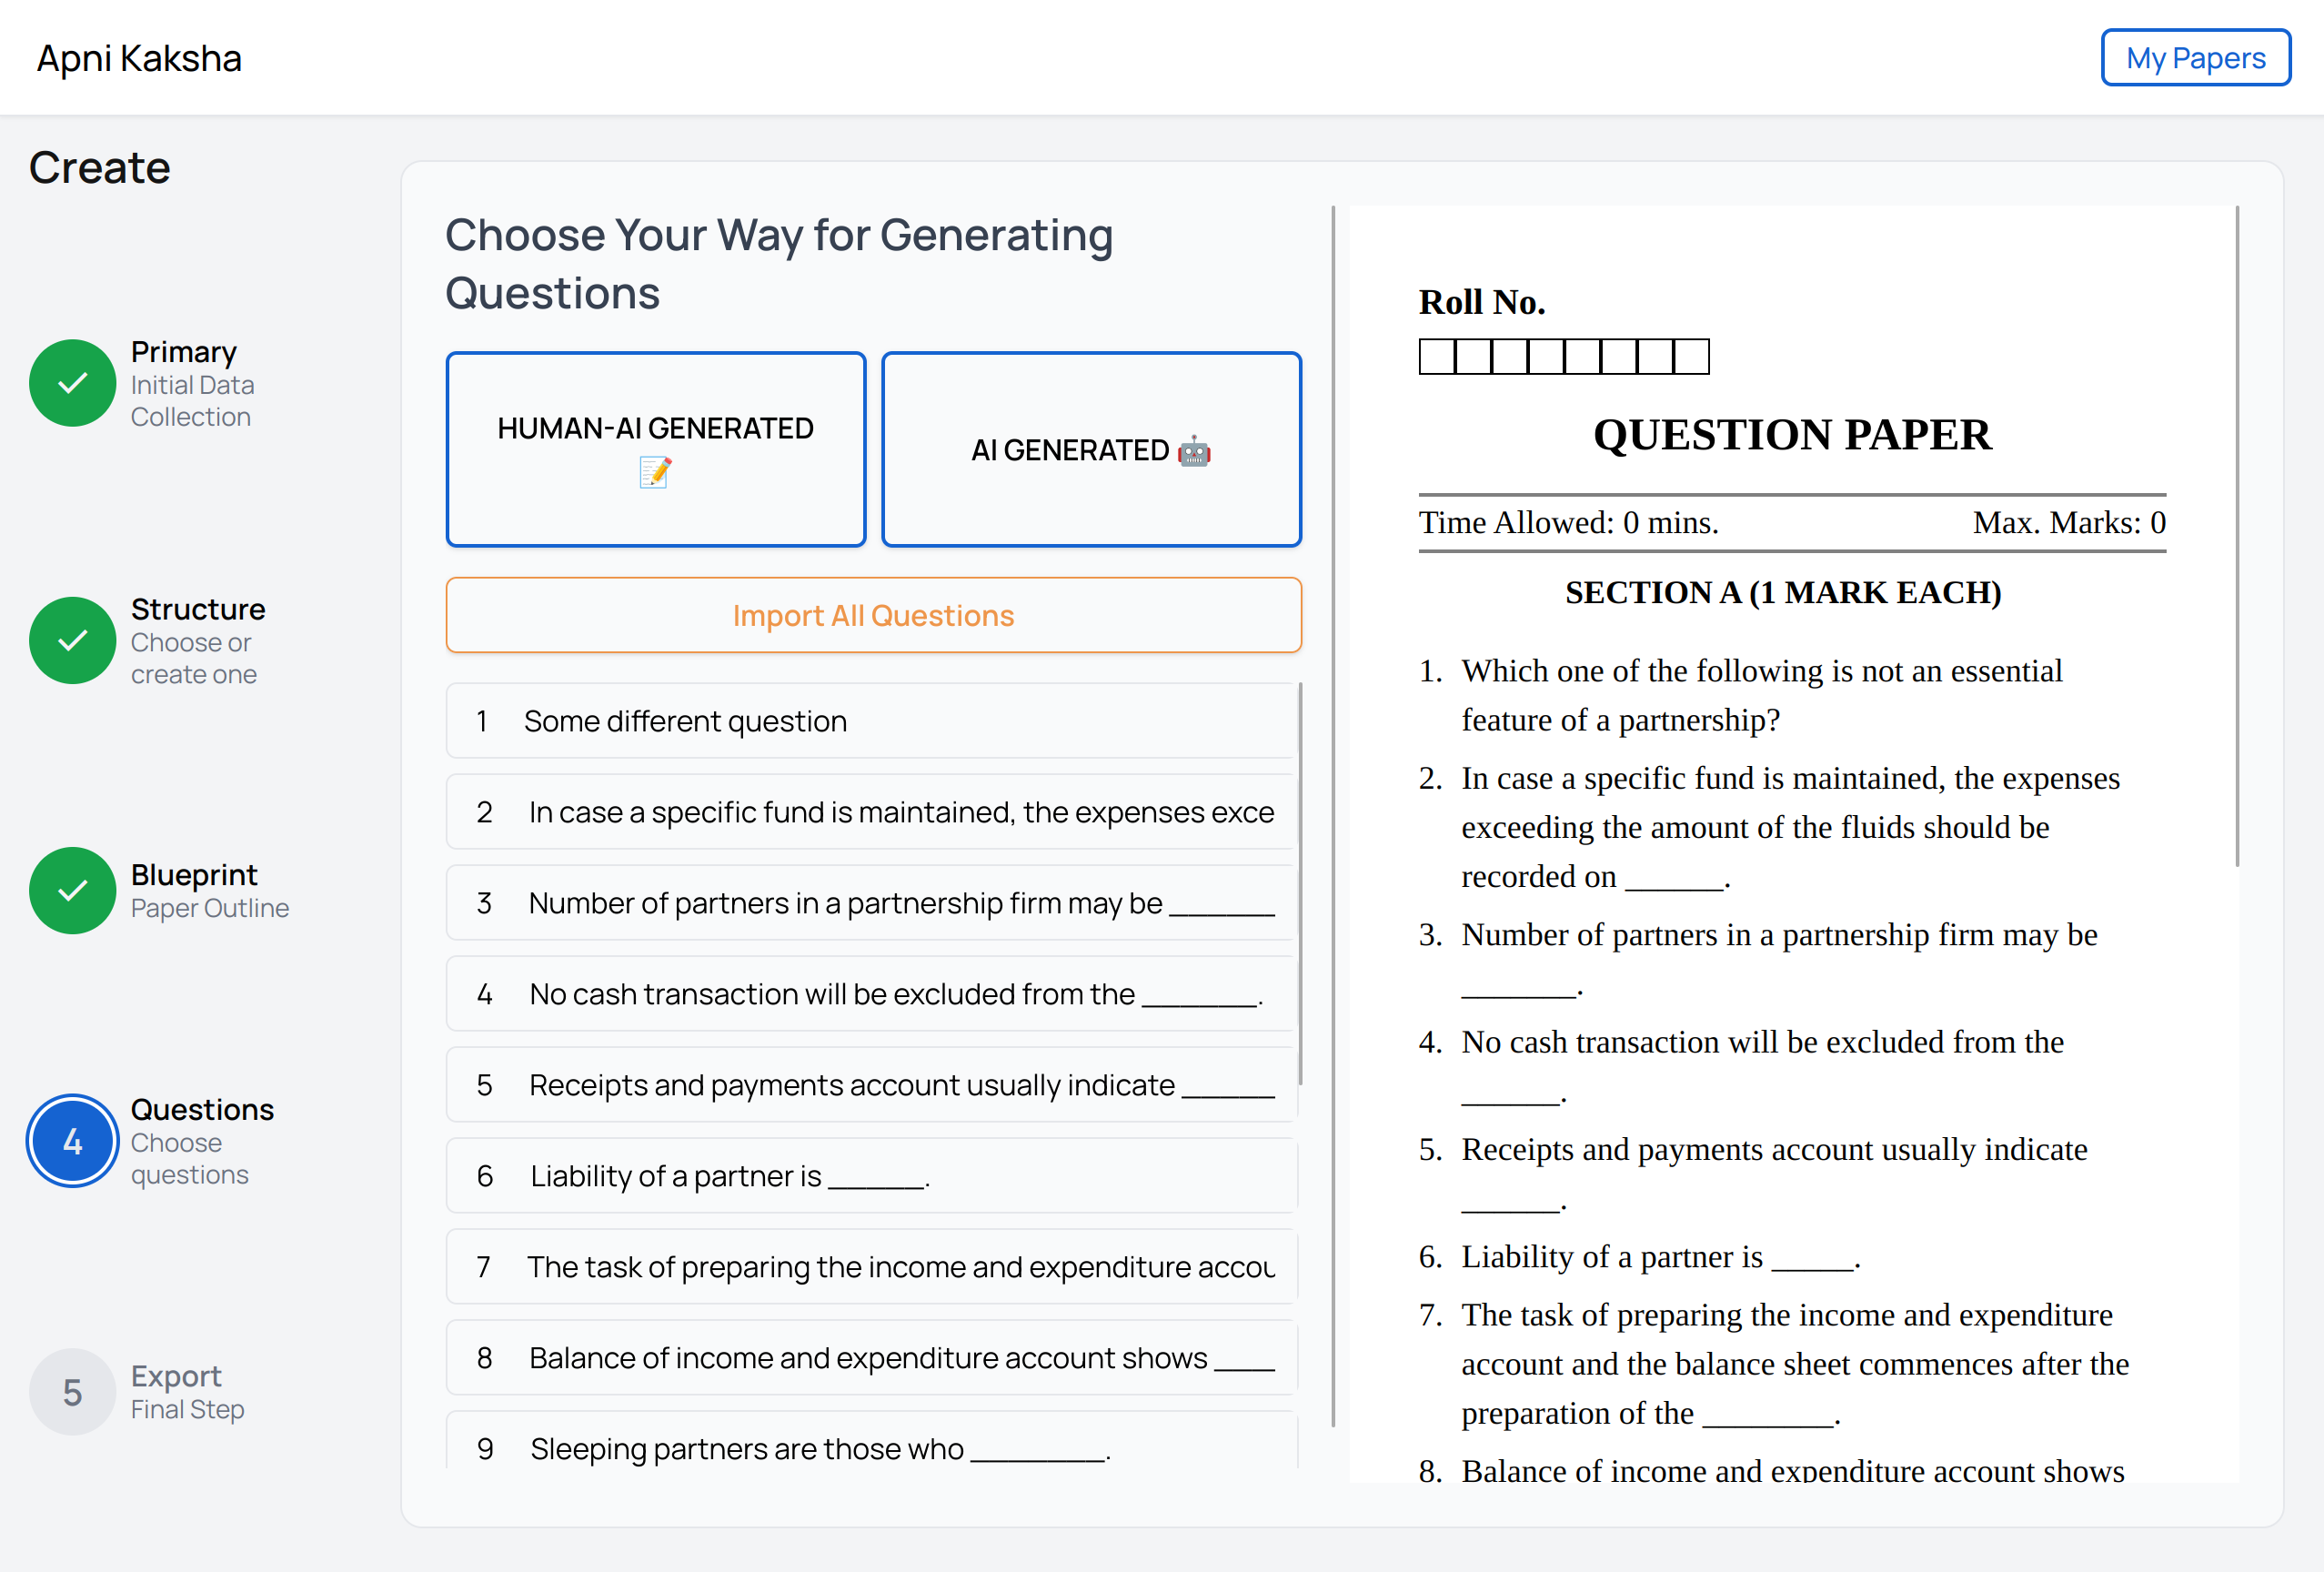 Apni Kaksha
My Papers
Create
Primary
Initial Data
Collection
Structure
Choose or
create one
Blueprint
Paper Outline
4
Questions
Choose
questions
5
Export
Final Step
Choose Your Way for Generating
Questions
HUMAN-AI GENERATED
📝
AI GENERATED 🤖
Import All Questions
1 Some different question
2 In case a specific fund is maintained, the expenses exce
3 Number of partners in a partnership firm may be _______
4 No cash transaction will be excluded from the ______.
5 Receipts and payments account usually indicate _____
6 Liability of a partner is _____.
7 The task of preparing the income and expenditure accou
8 Balance of income and expenditure account shows ____
9 Sleeping partners are those who _______.
Roll No.
QUESTION PAPER
Time Allowed: 0 mins. Max. Marks: 0
SECTION A (1 MARK EACH)
1. Which one of the following is not an essential
feature of a partnership?
2. In case a specific fund is maintained, the expenses
exceeding the amount of the fluids should be
recorded on ______.
3. Number of partners in a partnership firm may be
_______.
4. No cash transaction will be excluded from the
______.
5. Receipts and payments account usually indicate
______.
6. Liability of a partner is _____.
7. The task of preparing the income and expenditure
account and the balance sheet commences after the
preparation of the ________.
8. Balance of income and expenditure account shows